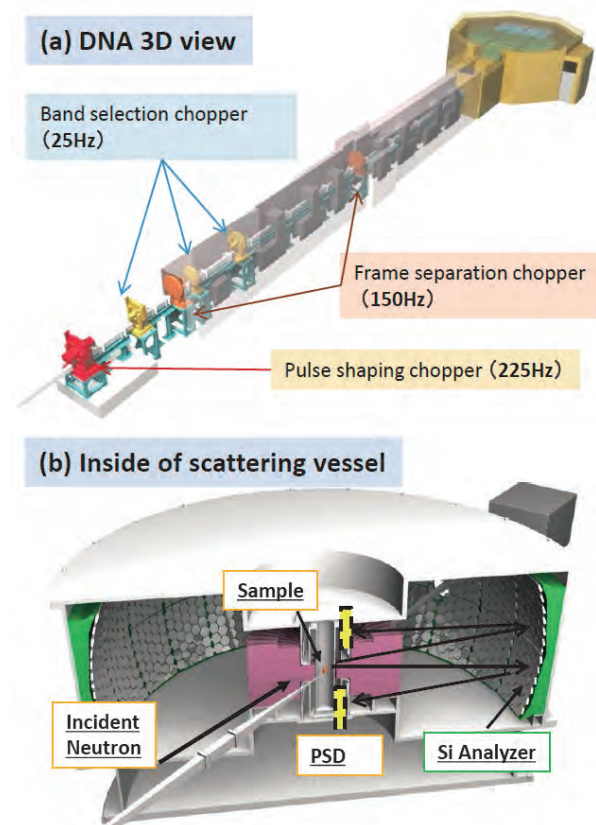 (a) DNA 3D view
Band selection chopper
（25Hz）
Frame separation chopper
（150Hz）
Pulse shaping chopper（225Hz）
(b) Inside of scattering vessel
Sample
Incident
Neutron
PSD
Si Analyzer